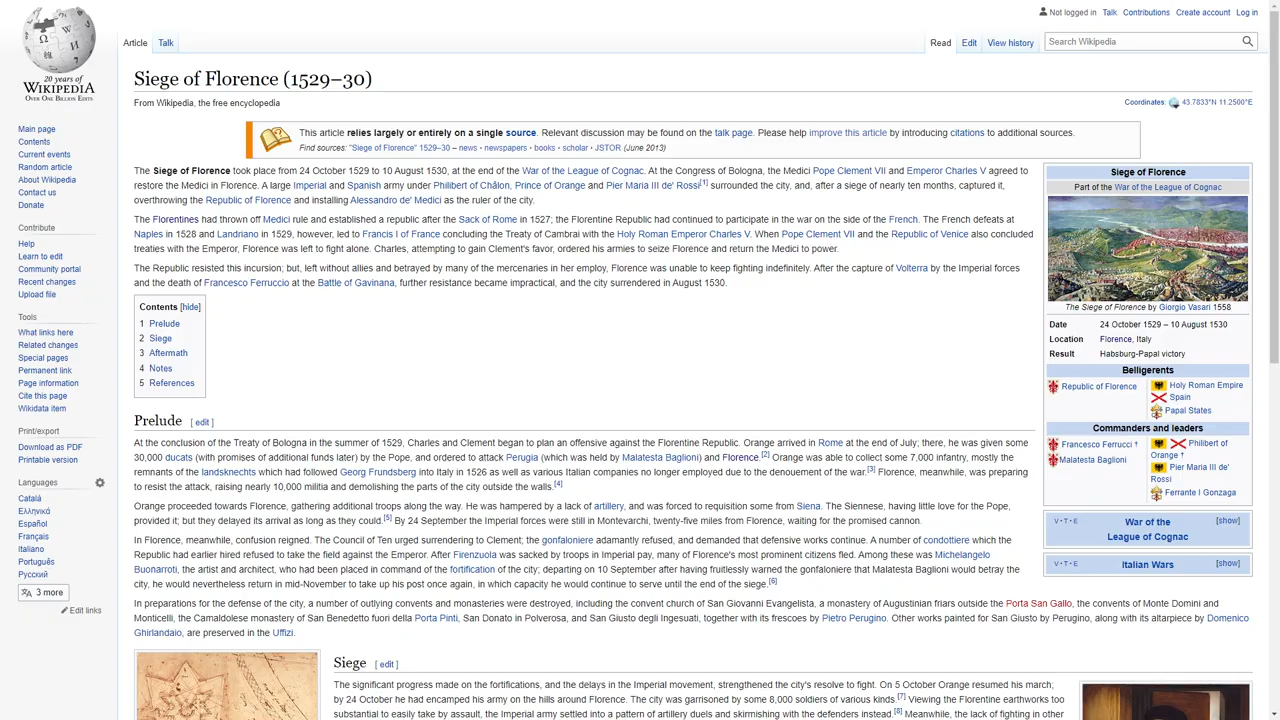 Not logged in Talk Contributions Create account Log in
Article Talk
Read Edit View history
Search Wikipedia
20 years of
WIKIPEDIA
OVER ONE BILLION EDITS
Main page
Contents
Current events
Random article
About Wikipedia
Contact us
Donate
Contribute
Help
Learn to edit
Community portal
Recent changes
Upload file
Tools
What links here
Related changes
Special pages
Permanent link
Page information
Cite this page
Wikidata item
Print/export
Download as PDF
Printable version
Languages
Català
Ελληνικά
Español
Français
Italiano
Português
Русский
3 more
Edit links
Siege of Florence (1529–30)
From Wikipedia, the free encyclopedia
Coordinates: 43.7833°N 11.2500°E
This article relies largely or entirely on a single source. Relevant discussion may be found on the talk page. Please help improve this article by introducing citations to additional sources.
Find sources: "Siege of Florence" 1529–30 – news · newspapers · books · scholar · JSTOR (June 2013)
The Siege of Florence took place from 24 October 1529 to 10 August 1530, at the end of the War of the League of Cognac. At the Congress of Bologna, the Medici Pope Clement VII and Emperor Charles V agreed to
restore the Medici in Florence. A large Imperial and Spanish army under Philibert of Châlon, Prince of Orange and Pier Maria III de' Rossi[1] surrounded the city, and, after a siege of nearly ten months, captured it,
overthrowing the Republic of Florence and installing Alessandro de' Medici as the ruler of the city.
The Florentines had thrown off Medici rule and established a republic after the Sack of Rome in 1527; the Florentine Republic had continued to participate in the war on the side of the French. The French defeats at
Naples in 1528 and Landriano in 1529, however, led to Francis I of France concluding the Treaty of Cambrai with the Holy Roman Emperor Charles V. When Pope Clement VII and the Republic of Venice also concluded
treaties with the Emperor, Florence was left to fight alone. Charles, attempting to gain Clement's favor, ordered his armies to seize Florence and return the Medici to power.
The Republic resisted this incursion; but, left without allies and betrayed by many of the mercenaries in her employ, Florence was unable to keep fighting indefinitely. After the capture of Volterra by the Imperial forces
and the death of Francesco Ferruccio at the Battle of Gavinana, further resistance became impractical, and the city surrendered in August 1530.
Contents [hide]
1 Prelude
2 Siege
3 Aftermath
4 Notes
5 References
Siege of Florence
Part of the War of the League of Cognac
The Siege of Florence by Giorgio Vasari 1558
Date 24 October 1529 – 10 August 1530
Location Florence, Italy
Result Habsburg-Papal victory
Belligerents
Republic of Florence
Holy Roman Empire
Spain
Papal States
Commanders and leaders
Francesco Ferrucci †
Malatesta Baglioni
Philibert of
Orange †
Pier Maria III de'
Rossi
Ferrante I Gonzaga
V · T · E War of the [show]
League of Cognac
V · T · E Italian Wars [show]
Prelude [ edit ]
At the conclusion of the Treaty of Bologna in the summer of 1529, Charles and Clement began to plan an offensive against the Florentine Republic. Orange arrived in Rome at the end of July; there, he was given some
30,000 ducats (with promises of additional funds later) by the Pope, and ordered to attack Perugia (which was held by Malatesta Baglioni) and Florence.[2] Orange was able to collect some 7,000 infantry, mostly the
remnants of the landsknechts which had followed Georg Frundsberg into Italy in 1526 as well as various Italian companies no longer employed due to the denouement of the war.[3] Florence, meanwhile, was preparing
to resist the attack, raising nearly 10,000 militia and demolishing the parts of the city outside the walls.[4]
Orange proceeded towards Florence, gathering additional troops along the way. He was hampered by a lack of artillery, and was forced to requisition some from Siena. The Siennese, having little love for the Pope,
provided it; but they delayed its arrival as long as they could.[5] By 24 September the Imperial forces were still in Montevarchi, twenty-five miles from Florence, waiting for the promised cannon.
In Florence, meanwhile, confusion reigned. The Council of Ten urged surrendering to Clement; the gonfaloniere adamantly refused, and demanded that defensive works continue. A number of condottiere which the
Republic had earlier hired refused to take the field against the Emperor. After Firenzuola was sacked by troops in Imperial pay, many of Florence's most prominent citizens fled. Among these was Michelangelo
Buonarroti, the artist and architect, who had been placed in command of the fortification of the city; departing on 10 September after having fruitlessly warned the gonfaloniere that Malatesta Baglioni would betray the
city, he would nevertheless return in mid-November to take up his post once again, in which capacity he would continue to serve until the end of the siege.[6]
In preparations for the defense of the city, a number of outlying convents and monasteries were destroyed, including the convent church of San Giovanni Evangelista, a monastery of Augustinian friars outside the Porta San Gallo, the convents of Monte Domini and
Monticelli, the Camaldolese monastery of San Benedetto fuori della Porta Pinti, San Donato in Polverosa, and San Giusto degli Ingesuati, together with its frescoes by Pietro Perugino. Other works painted for San Giusto by Perugino, along with its altarpiece by Domenico
Ghirlandaio, are preserved in the Uffizi.
Siege [ edit ]
The significant progress made on the fortifications, and the delays in the Imperial movement, strengthened the city's resolve to fight. On 5 October Orange resumed his march;
by 24 October he had encamped his army on the hills around Florence. The city was garrisoned by some 8,000 soldiers of various kinds.[7] Viewing the Florentine earthworks too
substantial to easily take by assault, the Imperial army settled into a pattern of artillery duels and skirmishing with the defenders instead.[8] Meanwhile, the lack of fighting in other